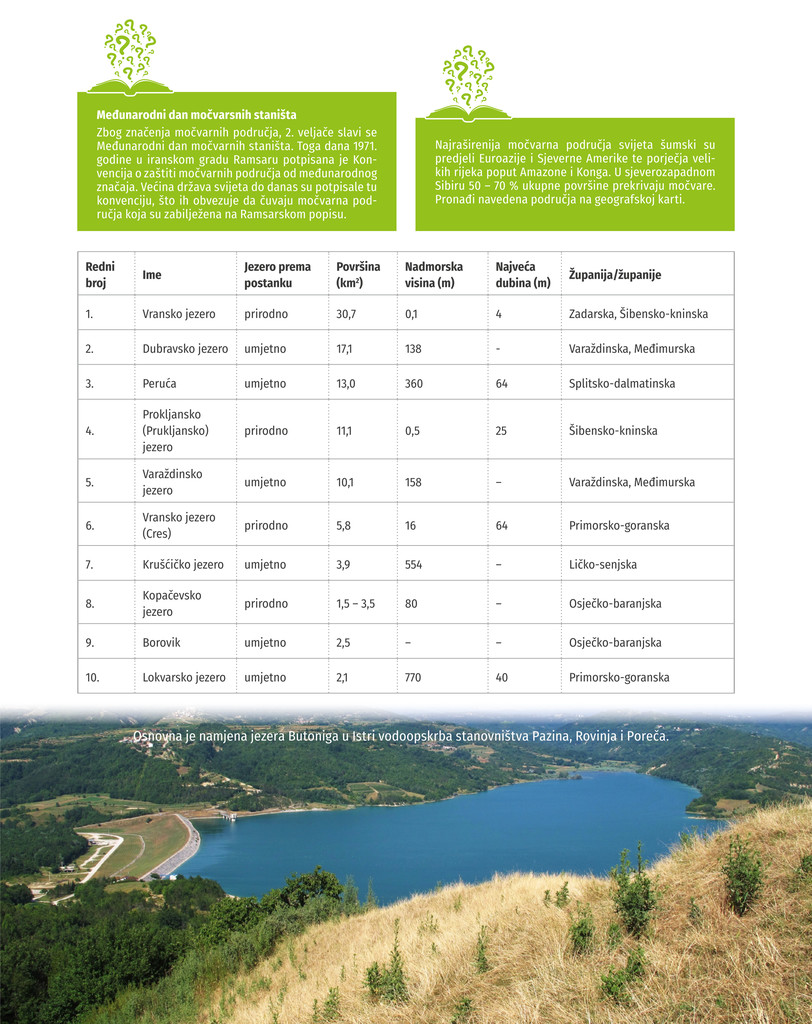 Međunarodni dan močvarsnih staništa
Zbog značenja močvarnih područja, 2. veljače slavi se
Međunarodni dan močvarnih staništa. Toga dana 1971.
godine u iranskom gradu Ramsaru potpisana je Kon-
vencija o zaštiti močvarnih područja od međunarodnog
značaja. Većina država svijeta do danas su potpisale tu
konvenciju, što ih obvezuje da čuvaju močvarna pod-
ručja koja su zabilježena na Ramsarskom popisu.
Najraširenija močvarna područja svijeta šumski su
predjeli Euroazije i Sjeverne Amerike te porječja veli-
kih rijeka poput Amazone i Konga. U sjeverozapadnom
Sibiru 50 – 70 % ukupne površine prekrivaju močvare.
Pronađi navedena područja na geografskoj karti.
Redni broj Ime Jezero prema postanku Površina (km²) Nadmorska visina (m) Najveća dubina (m) Županija/županije
1. Vransko jezero prirodno 30,7 0,1 4 Zadarska, Šibensko-kninska
2. Dubravsko jezero umjetno 17,1 138 - Varaždinska, Međimurska
3. Peruća umjetno 13,0 360 64 Splitsko-dalmatinska
4. Prokljansko (Prukljansko) jezero prirodno 11,1 0,5 25 Šibensko-kninska
5. Varaždinsko jezero umjetno 10,1 158 – Varaždinska, Međimurska
6. Vransko jezero (Cres) prirodno 5,8 16 64 Primorsko-goranska
7. Krušćičko jezero umjetno 3,9 554 – Ličko-senjska
8. Kopačevsko jezero prirodno 1,5 – 3,5 80 – Osječko-baranjska
9. Borovik umjetno 2,5 – – Osječko-baranjska
10. Lokvarsko jezero umjetno 2,1 770 40 Primorsko-goranska
Osnovna je namjena jezera Butoniga u Istri vodoopskrba stanovništva Pazina, Rovinja i Poreča.